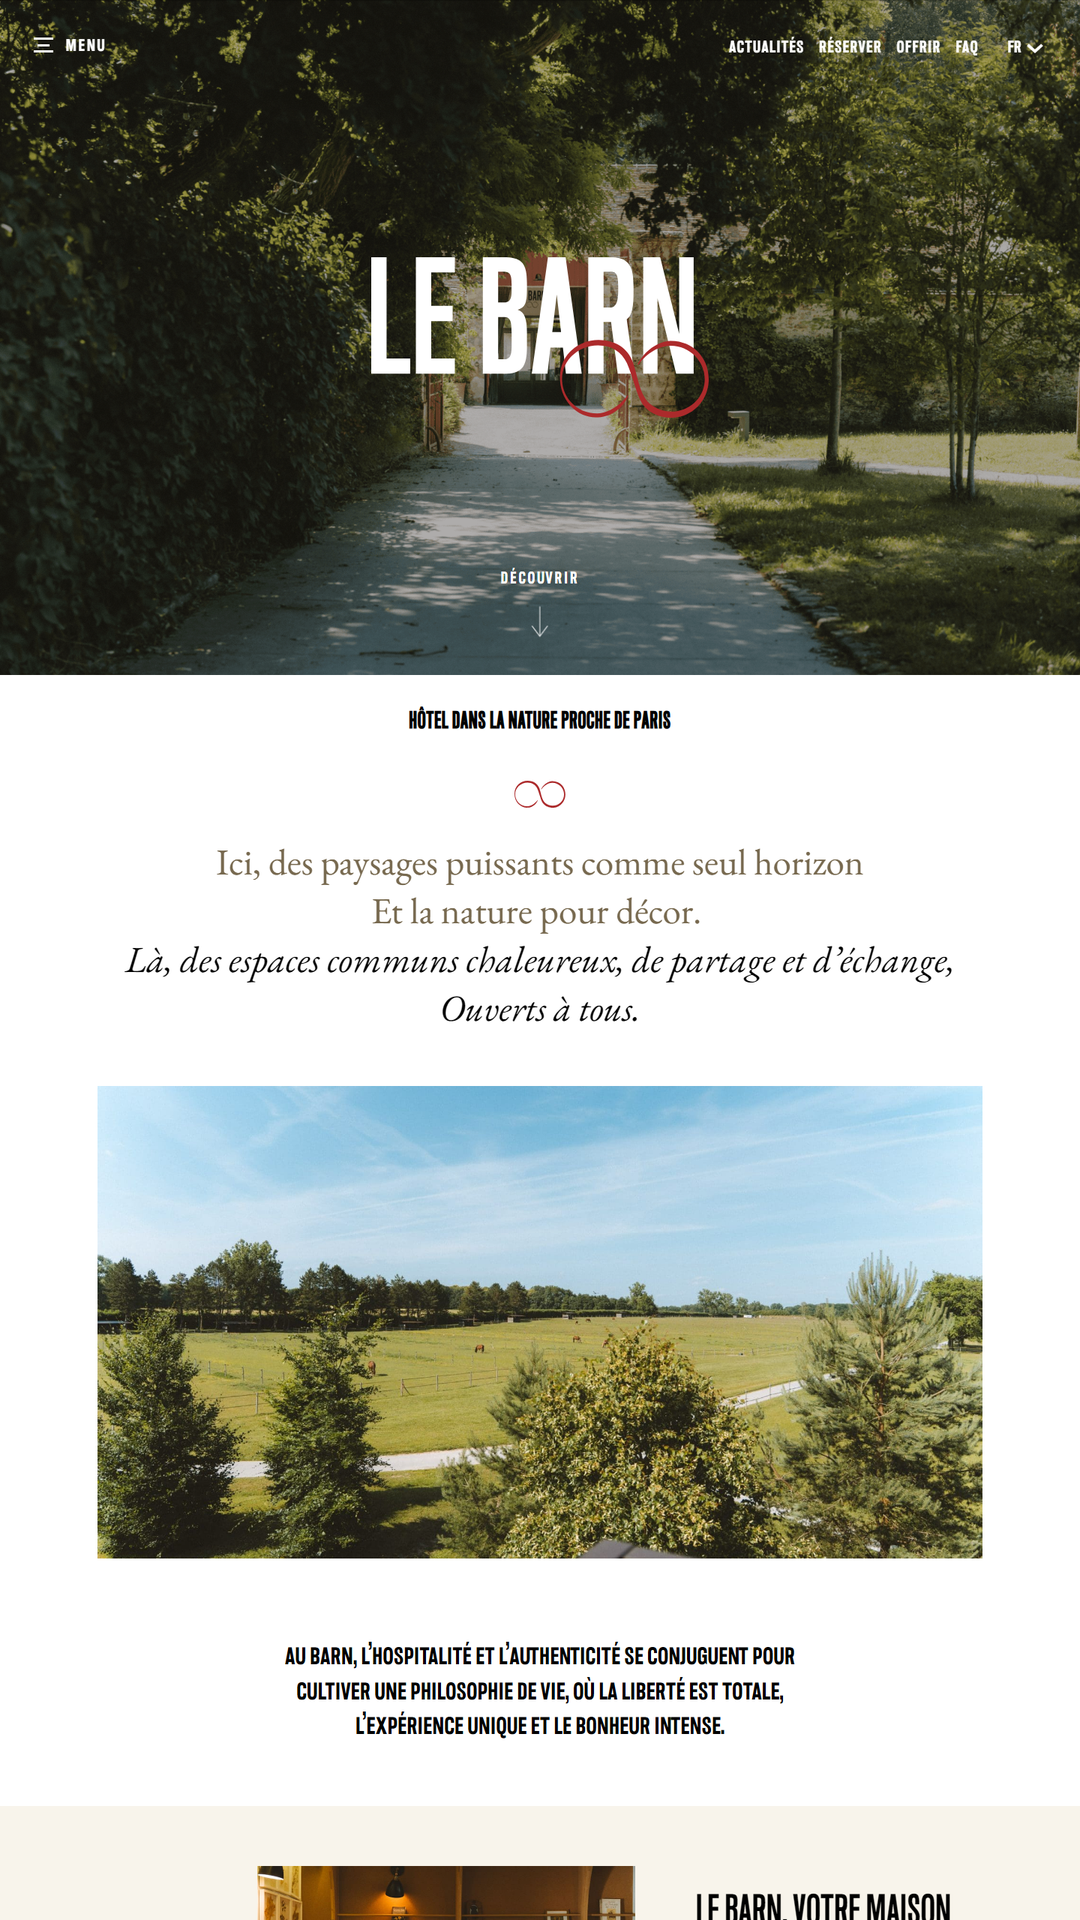 MENU
ACTUALITÉS RÉSERVER OFFRIR FAQ FR
LE BARN
DÉCOUVRIR
HÔTEL DANS LA NATURE PROCHE DE PARIS
Ici, des paysages puissants comme seul horizon
Et la nature pour décor.
Là, des espaces communs chaleureux, de partage et d’échange,
Ouverts à tous.
AU BARN, L’HOSPITALITÉ ET L’AUTHENTICITÉ SE CONJUGUENT POUR
CULTIVER UNE PHILOSOPHIE DE VIE, OÙ LA LIBERTÉ EST TOTALE,
L’EXPÉRIENCE UNIQUE ET LE BONHEUR INTENSE.
LE BARN, VOTRE MAISON